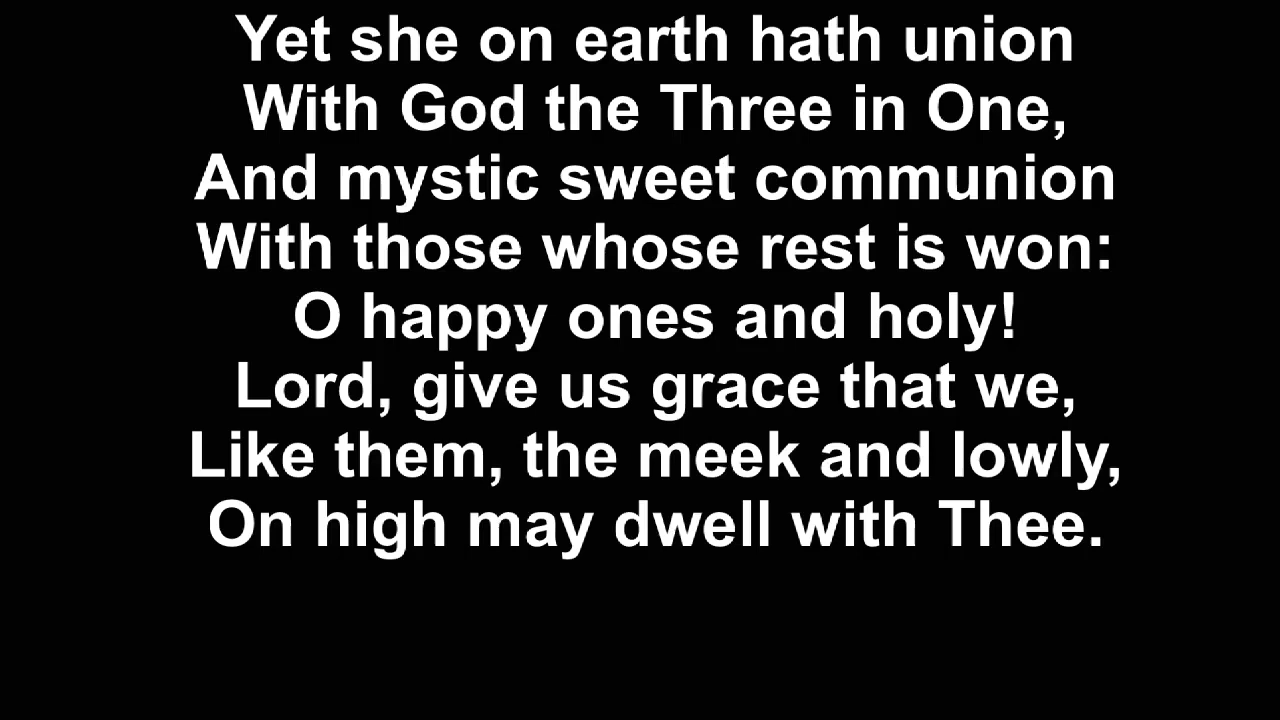 Yet she on earth hath union
With God the Three in One,
And mystic sweet communion
With those whose rest is won:
O happy ones and holy!
Lord, give us grace that we,
Like them, the meek and lowly,
On high may dwell with Thee.